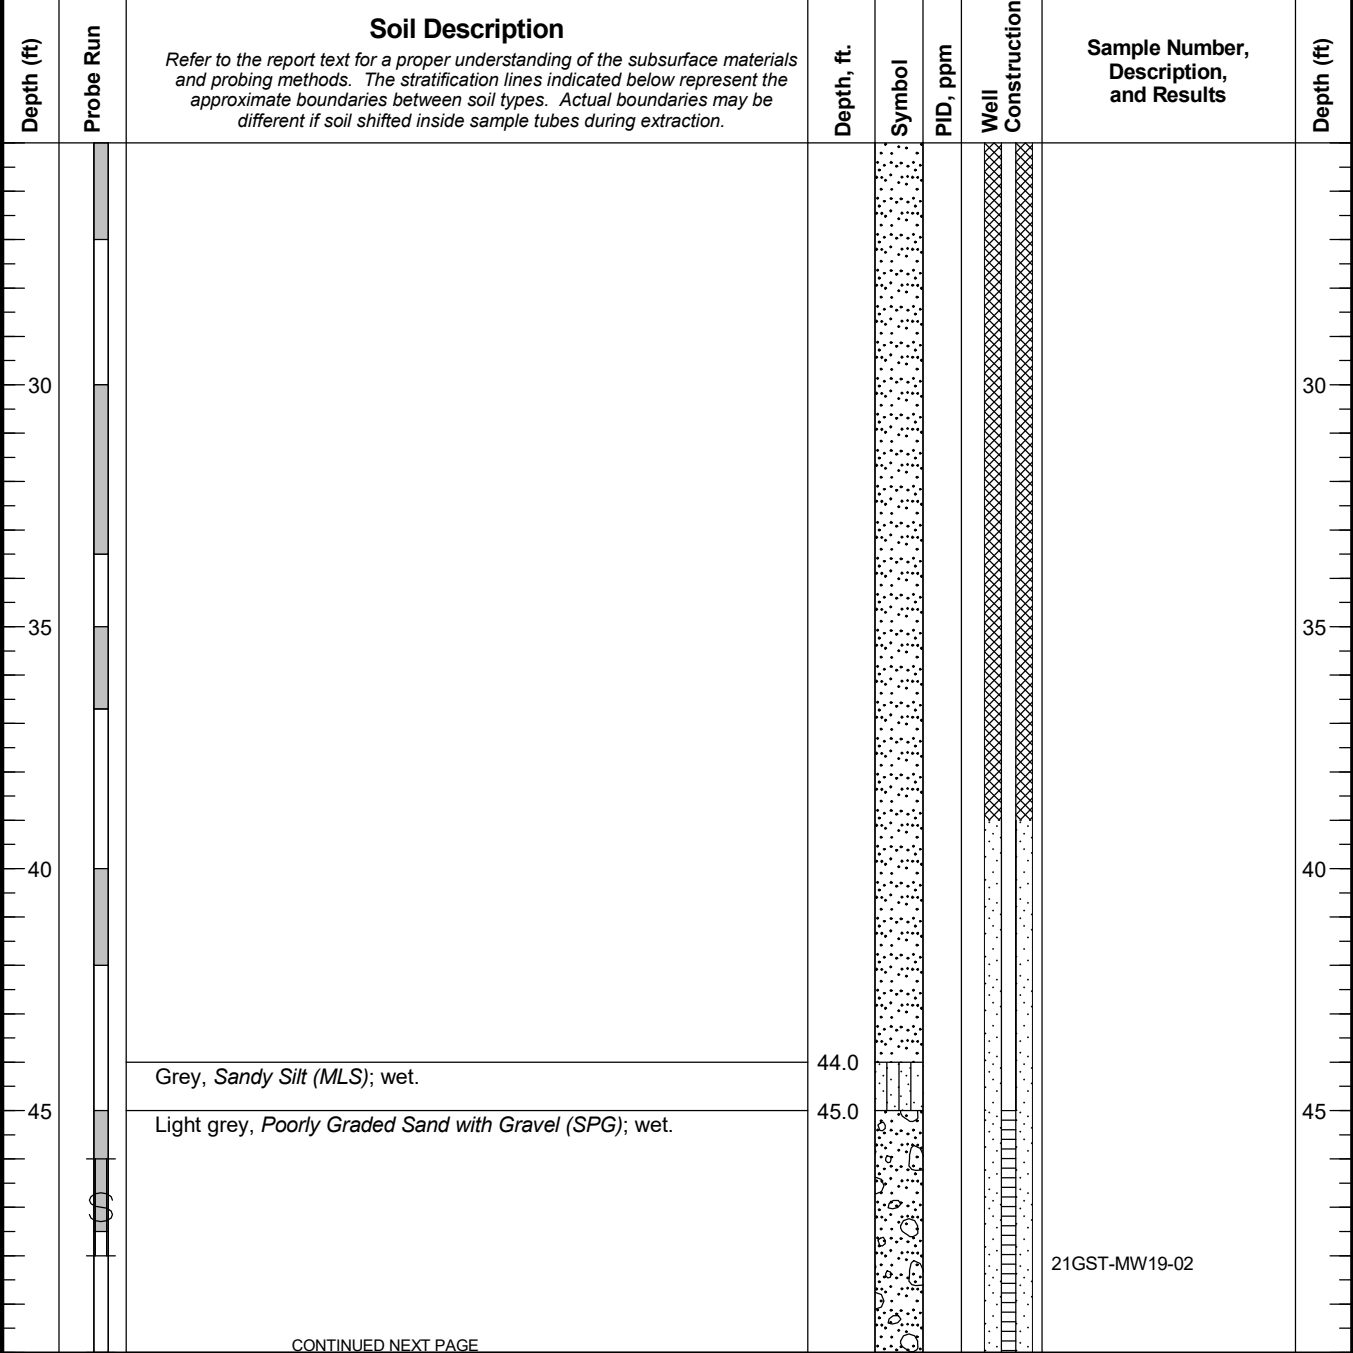 Depth (ft)
Probe Run
Soil Description
Refer to the report text for a proper understanding of the subsurface materials
and probing methods. The stratification lines indicated below represent the
approximate boundaries between soil types. Actual boundaries may be
different if soil shifted inside sample tubes during extraction.
Depth, ft.
Symbol
PID, ppm
Well
Construction
Sample Number,
Description,
and Results
Depth (ft)
30
30
35
35
40
40
44.0
Grey, Sandy Silt (MLS); wet.
45
45.0
45
Light grey, Poorly Graded Sand with Gravel (SPG); wet.
S
21GST-MW19-02
CONTINUED NEXT PAGE